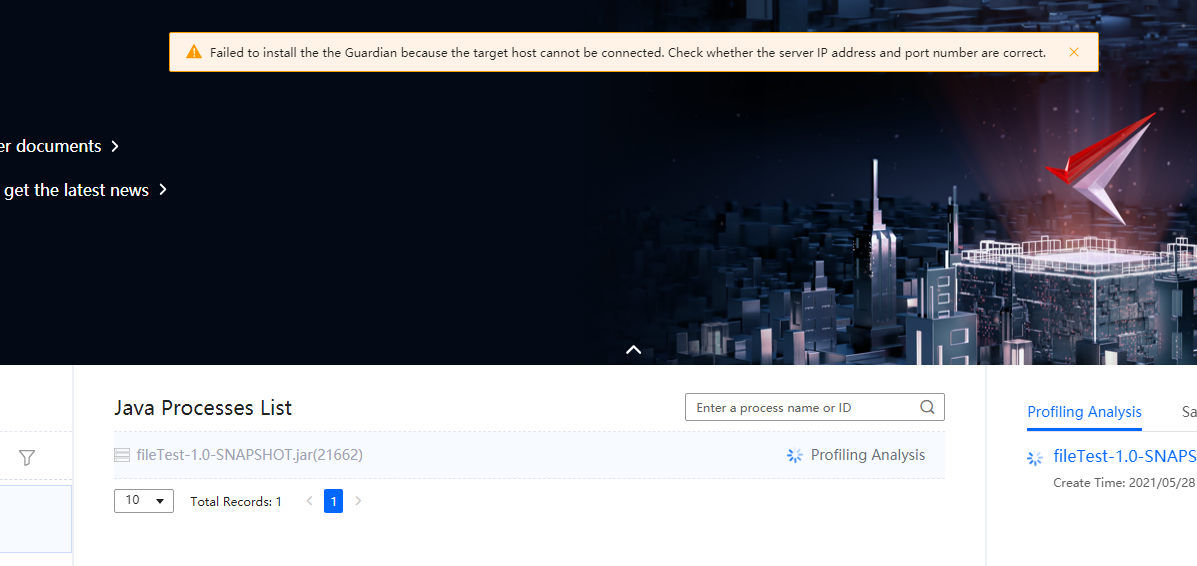 Failed to install the the Guardian because the target host cannot be connected. Check whether the server IP address and port number are correct.
er documents
get the latest news
Java Processes List
Enter a process name or ID
Profiling Analysis
Sa
fileTest-1.0-SNAPSHOT.jar(21662)
Profiling Analysis
fileTest-1.0-SNAPS
Create Time: 2021/05/28
10
Total Records: 1
1